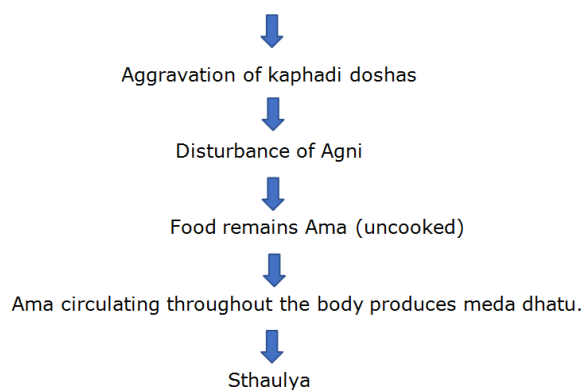 Aggravation of kaphadi doshas
Disturbance of Agni
Food remains Ama (uncooked)
Ama circulating throughout the body produces meda dhatu.
Sthaulya